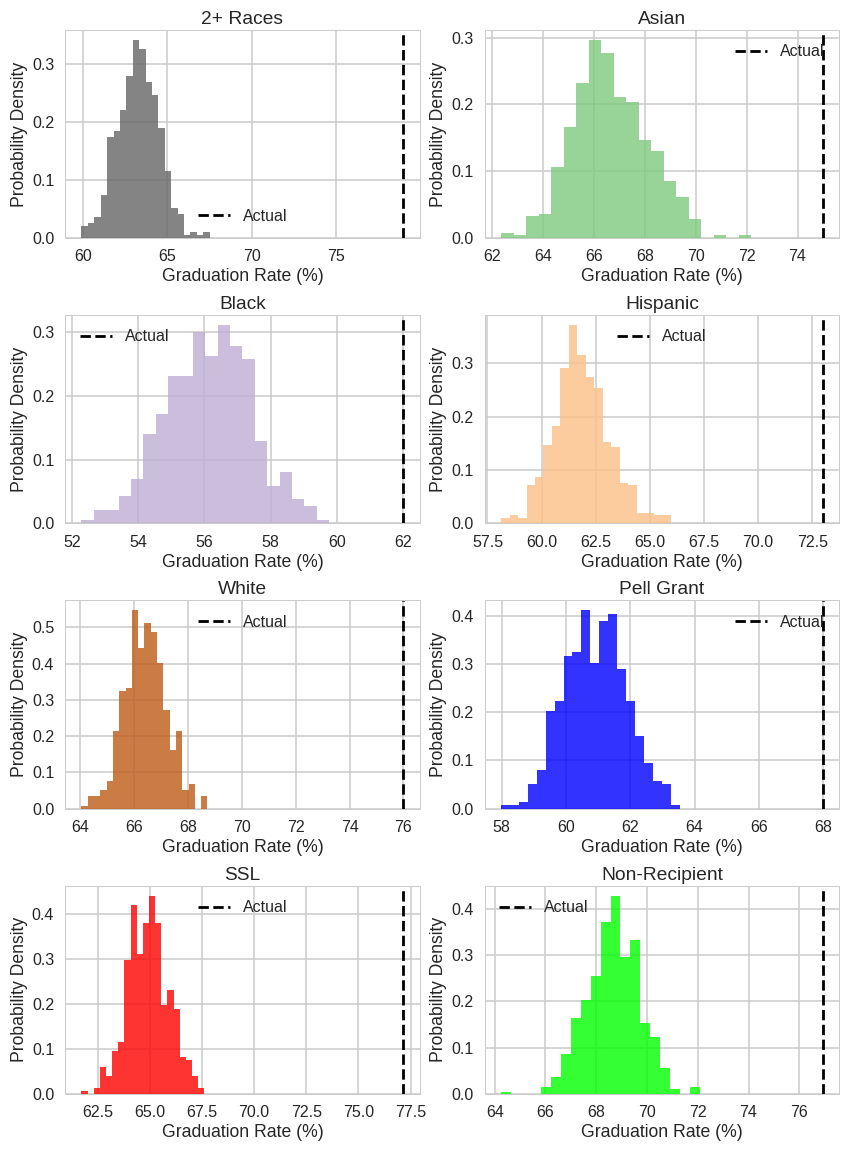 2+ Races
Asian
Probability Density
0.3
0.2
0.1
0.0
Actual
60 65 70 75
Graduation Rate (%)
Probability Density
0.3
0.2
0.1
0.0
Actual
62 64 66 68 70 72 74
Graduation Rate (%)
Black
Hispanic
Probability Density
0.3
0.2
0.1
0.0
Actual
52 54 56 58 60 62
Graduation Rate (%)
Probability Density
0.3
0.2
0.1
0.0
Actual
57.5 60.0 62.5 65.0 67.5 70.0 72.5
Graduation Rate (%)
White
Pell Grant
Probability Density
0.5
0.4
0.3
0.2
0.1
0.0
Actual
64 66 68 70 72 74 76
Graduation Rate (%)
Probability Density
0.4
0.3
0.2
0.1
0.0
Actual
58 60 62 64 66 68
Graduation Rate (%)
SSL
Non-Recipient
Probability Density
0.4
0.3
0.2
0.1
0.0
Actual
62.5 65.0 67.5 70.0 72.5 75.0 77.5
Graduation Rate (%)
Probability Density
0.4
0.3
0.2
0.1
0.0
Actual
64 66 68 70 72 74 76
Graduation Rate (%)